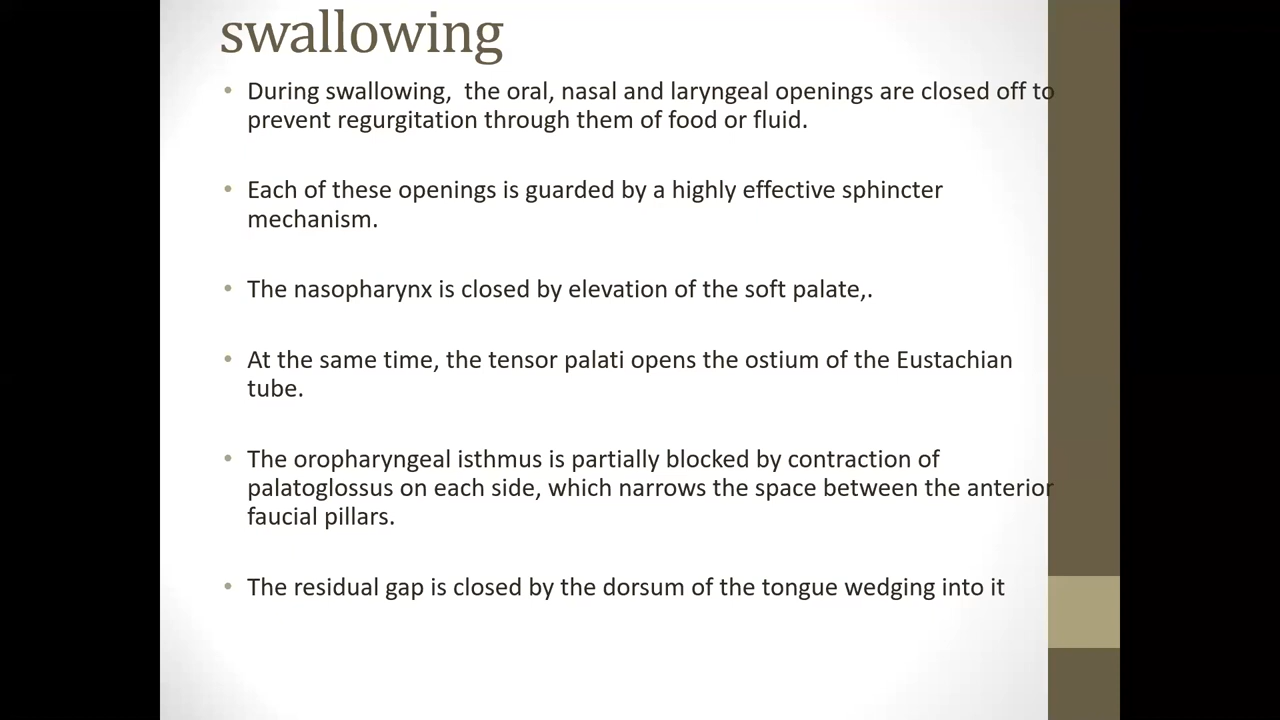 swallowing
• During swallowing,  the oral, nasal and laryngeal openings are closed off to
prevent regurgitation through them of food or fluid.
• Each of these openings is guarded by a highly effective sphincter
mechanism.
• The nasopharynx is closed by elevation of the soft palate,.
• At the same time, the tensor palati opens the ostium of the Eustachian
tube.
• The oropharyngeal isthmus is partially blocked by contraction of
palatoglossus on each side, which narrows the space between the anterior
faucial pillars.
• The residual gap is closed by the dorsum of the tongue wedging into it